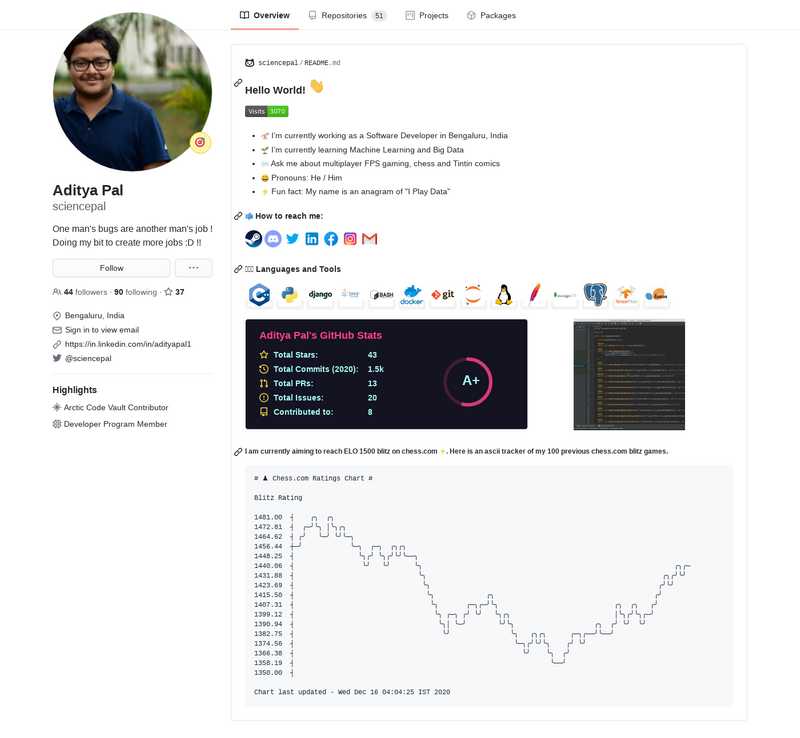 Overview
Repositories 51
Projects
Packages
Aditya Pal
sciencepal
One man's bugs are another man's job !
Doing my bit to create more jobs :D !!
Follow
44 followers · 90 following · 37
Bengaluru, India
Sign in to view email
https://in.linkedin.com/in/adityapal1
@sciencepal
Highlights
Arctic Code Vault Contributor
Developer Program Member
sciencepal / README.md
Hello World! 👋
Visits 3070
I'm currently working as a Software Developer in Bengaluru, India
🌱 I'm currently learning Machine Learning and Big Data
Ask me about multiplayer FPS gaming, chess and Tintin comics
😄 Pronouns: He / Him
⚡ Fun fact: My name is an anagram of "I Play Data"
How to reach me:
Languages and Tools
django
BASH
docker
git
Aditya Pal's GitHub Stats
Total Stars: 43
Total Commits (2020): 1.5k
Total PRs: 13
Total Issues: 20
Contributed to: 8
A+
I am currently aiming to reach ELO 1500 blitz on chess.com ⚡. Here is an ascii tracker of my 100 previous chess.com blitz games.
# ♟ Chess.com Ratings Chart #
Blitz Rating
1481.00
1472.81
1464.62
1456.44
1448.25
1440.06
1431.88
1423.69
1415.50
1407.31
1399.12
1390.94
1382.75
1374.56
1366.38
1358.19
1350.00
Chart last updated - Wed Dec 16 04:04:25 IST 2020